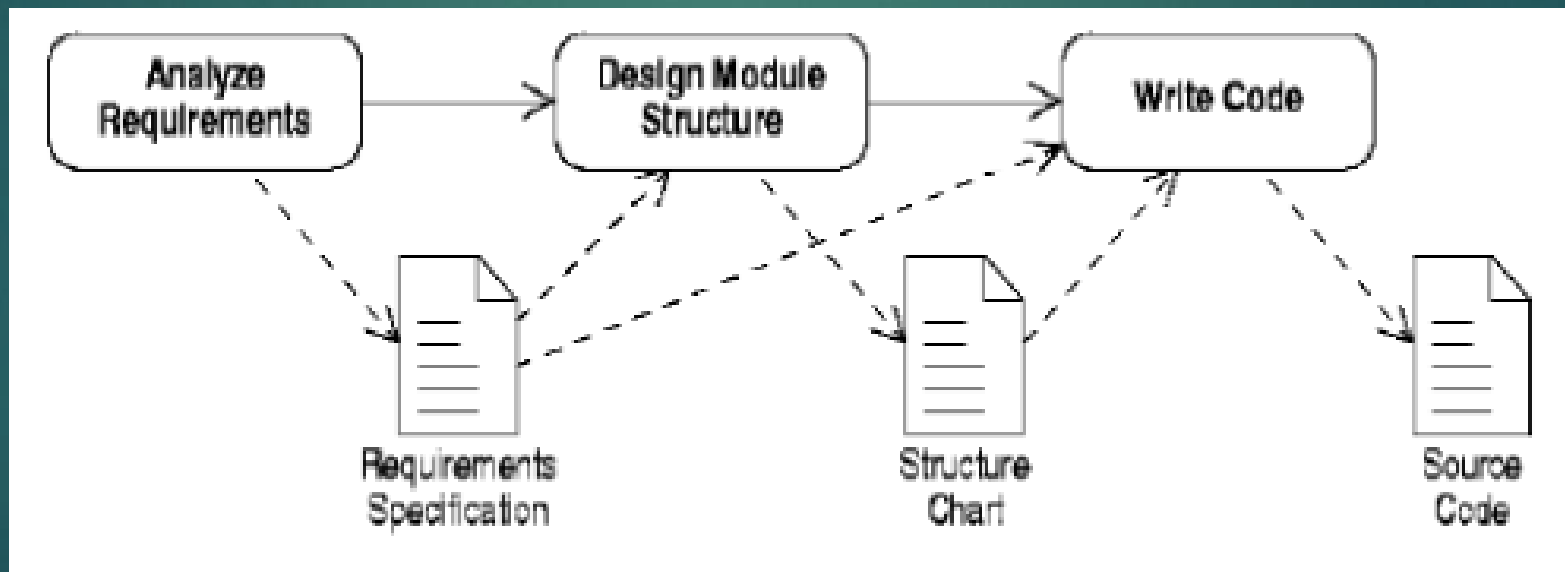 Analyze
Requirements
Design Module
Structure
Write Code
Requirements
Specification
Structure
Chart
Source
Code